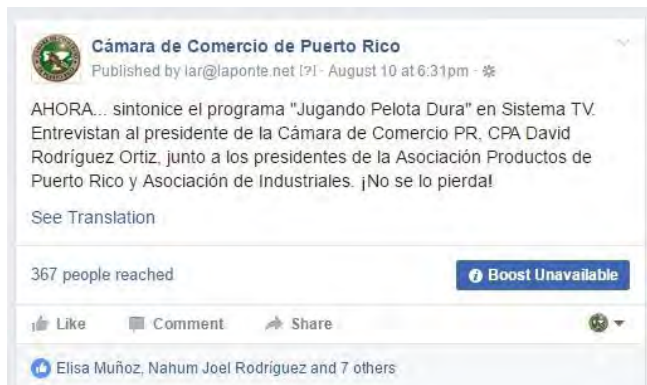 Cámara de Comercio de Puerto Rico
Published by iar@laponte.net [?] · August 10 at 6:31pm ·
AHORA... sintonice el programa "Jugando Pelota Dura" en Sistema TV.
Entrevistan al presidente de la Cámara de Comercio PR, CPA David
Rodríguez Ortiz, junto a los presidentes de la Asociación Productos de
Puerto Rico y Asociación de Industriales. ¡No se lo pierda!
See Translation
367 people reached
Boost Unavailable
Like Comment Share
Elisa Muñoz, Nahum Joel Rodríguez and 7 others